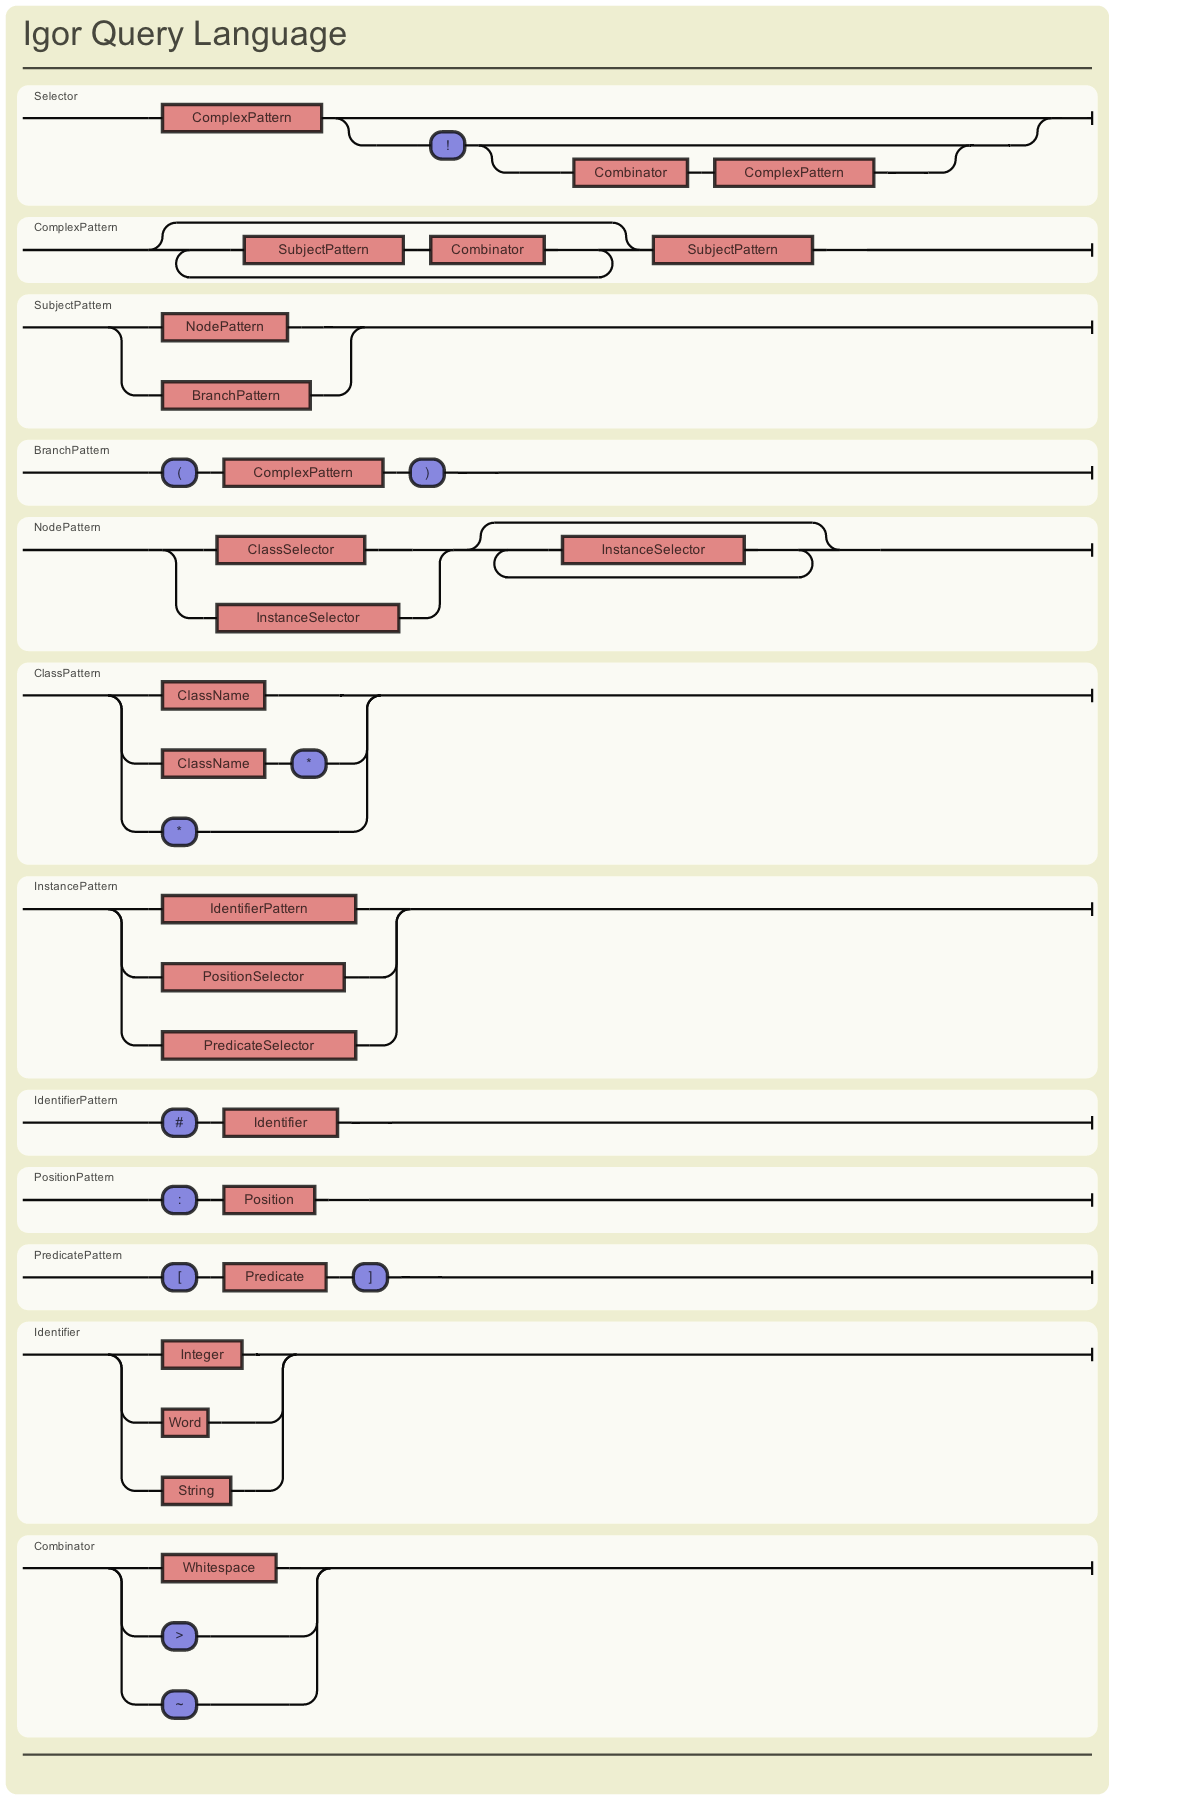 Igor Query Language
Selector
ComplexPattern
!
Combinator ComplexPattern
ComplexPattern
SubjectPattern Combinator SubjectPattern
SubjectPattern
NodePattern
BranchPattern
BranchPattern
( ComplexPattern )
NodePattern
ClassSelector InstanceSelector
InstanceSelector
ClassPattern
ClassName
ClassName *
*
InstancePattern
IdentifierPattern
PositionSelector
PredicateSelector
IdentifierPattern
# Identifier
PositionPattern
: Position
PredicatePattern
[ Predicate ]
Identifier
Integer
Word
String
Combinator
Whitespace
>
~